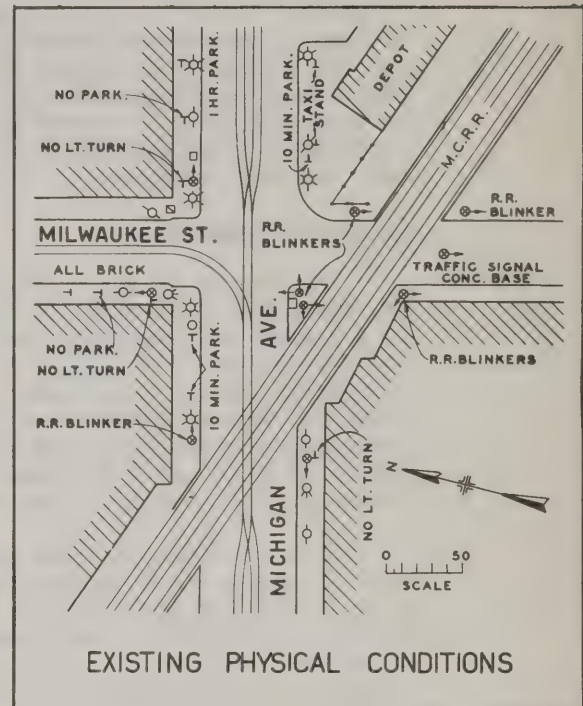 1 HR. PARK.
NO PARK.
NO LT. TURN
10 MIN. PARK.
TAXI
STAND
DEPOT
M.C.R.R.
R.R.
BLINKER
R.R.
BLINKERS
MILWAUKEE ST.
ALL BRICK
TRAFFIC SIGNAL
CONC. BASE
AVE.
NO PARK.
NO LT. TURN
10 MIN. PARK.
R.R. BLINKERS
R.R. BLINKER
MICHIGAN
NO LT. TURN
N
0 50
SCALE
EXISTING PHYSICAL CONDITIONS